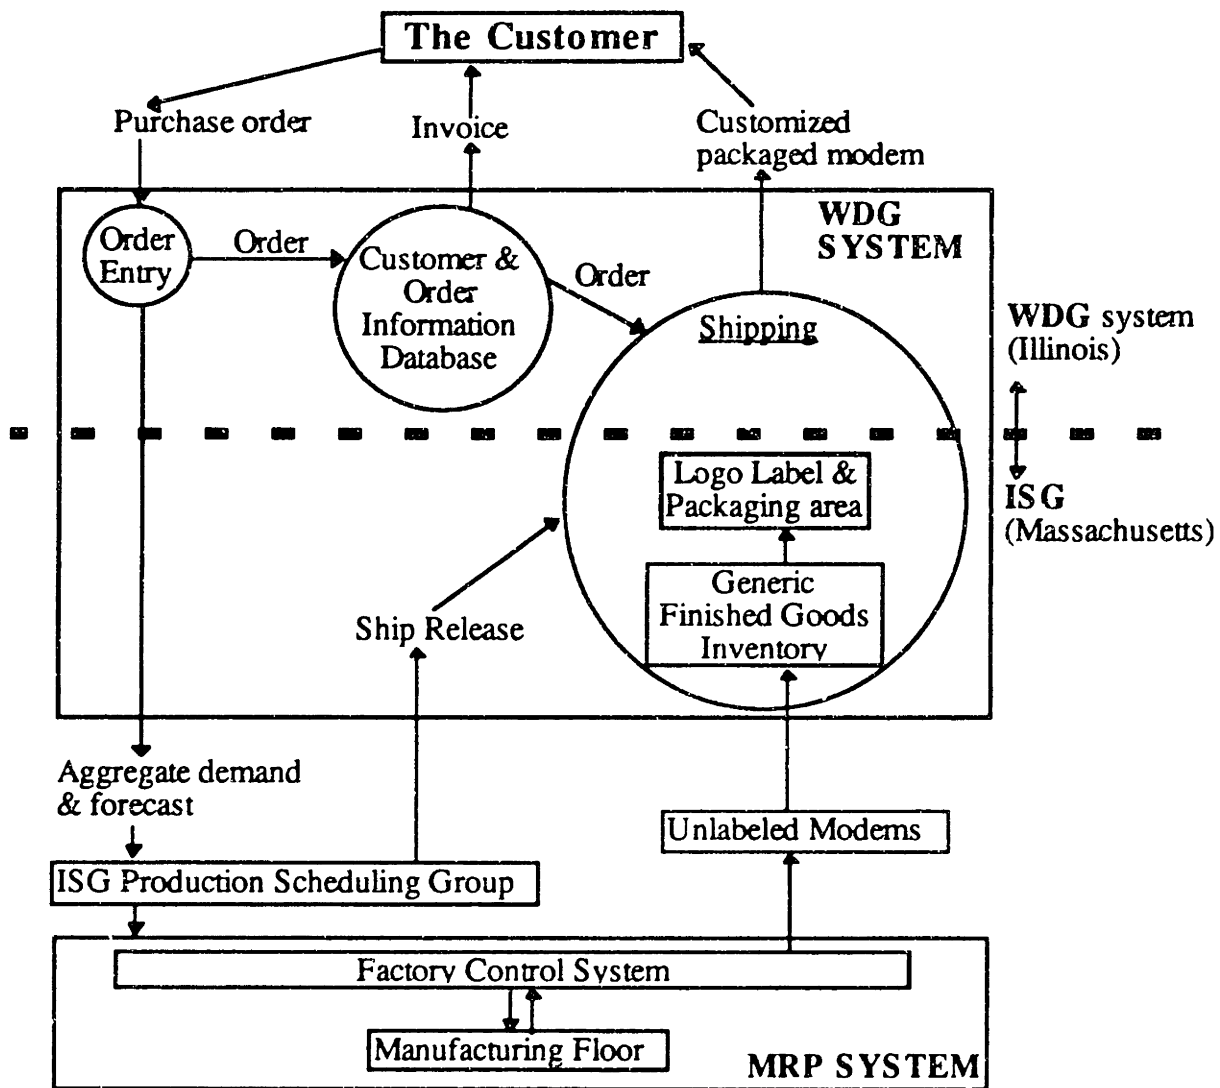 The Customer
Purchase order
Invoice
Customized
packaged modem
WDG
SYSTEM
Order
Entry
Order
Customer &
Order
Information
Database
Order
Shipping
WDG system
(Illinois)
Logo Label &
Packaging area
ISG
(Massachusetts)
Generic
Finished Goods
Inventory
Ship Release
Aggregate demand
& forecast
Unlabeled Modems
ISG Production Scheduling Group
Factory Control System
Manufacturing Floor
MRP SYSTEM